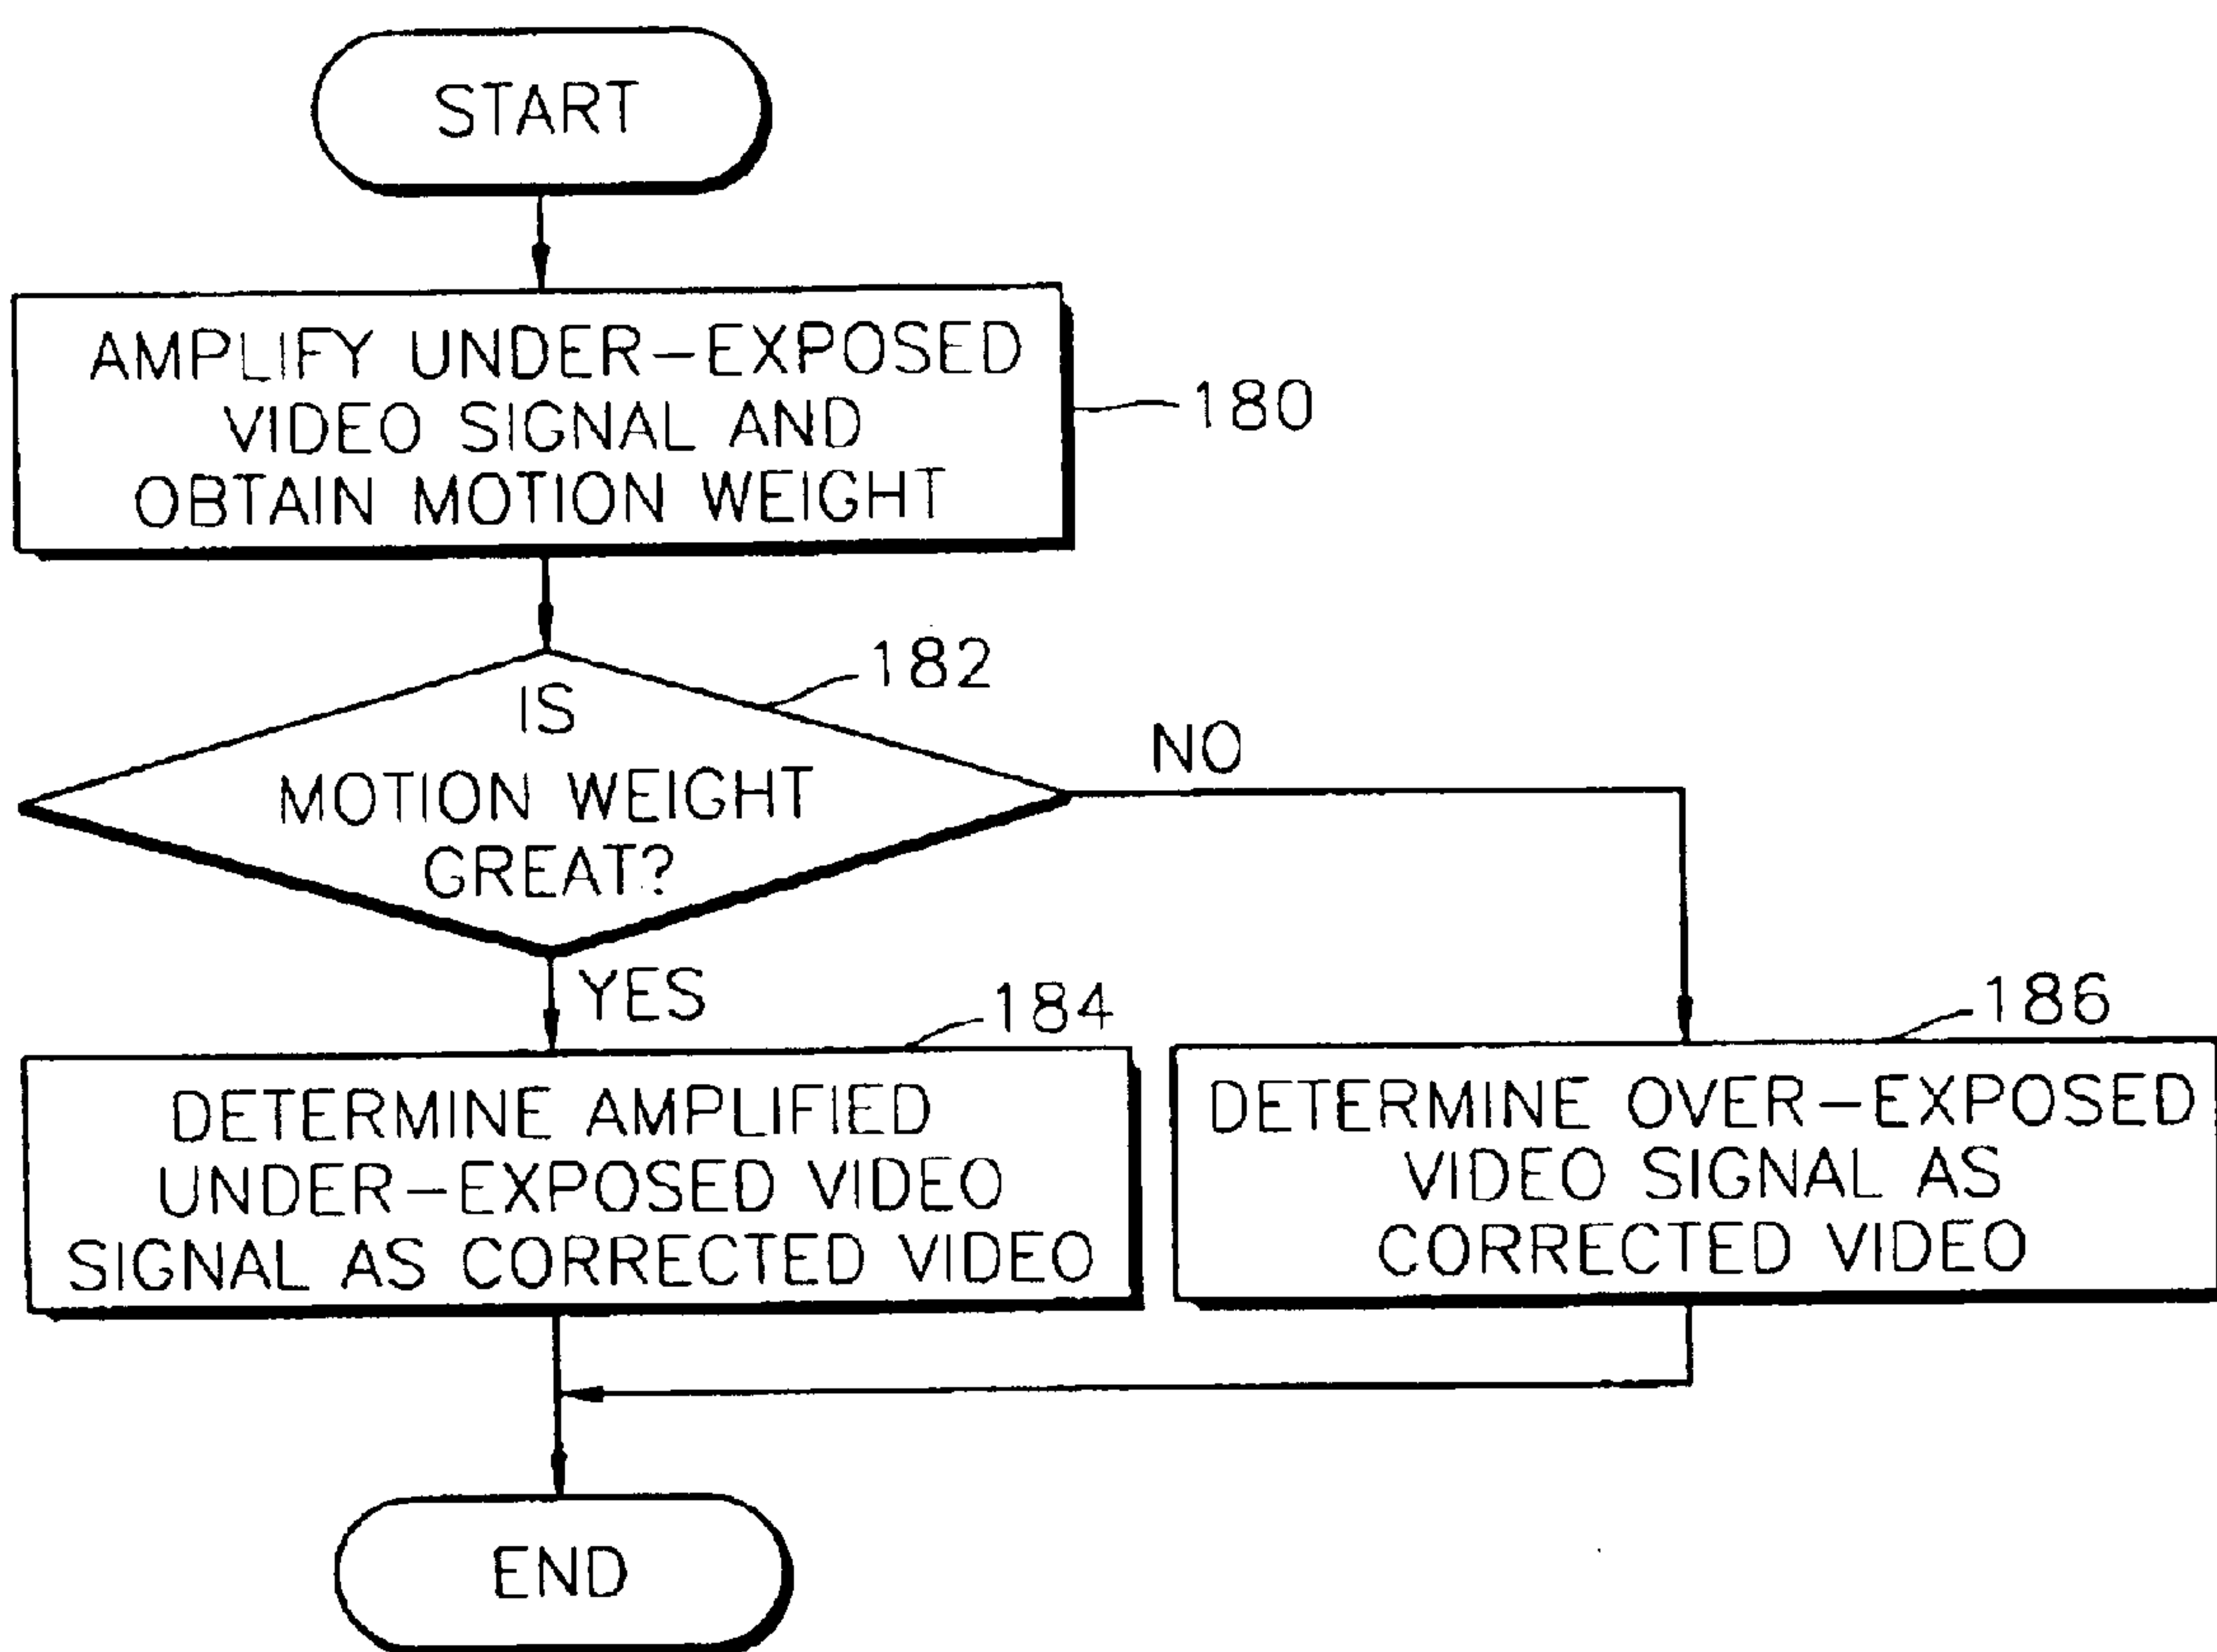 START
AMPLIFY UNDER-EXPOSED
VIDEO SIGNAL AND
OBTAIN MOTION WEIGHT
180
182
IS
MOTION WEIGHT
GREAT?
NO
YES
184
DETERMINE AMPLIFIED
UNDER-EXPOSED VIDEO
SIGNAL AS CORRECTED VIDEO
186
DETERMINE OVER-EXPOSED
VIDEO SIGNAL AS
CORRECTED VIDEO
END